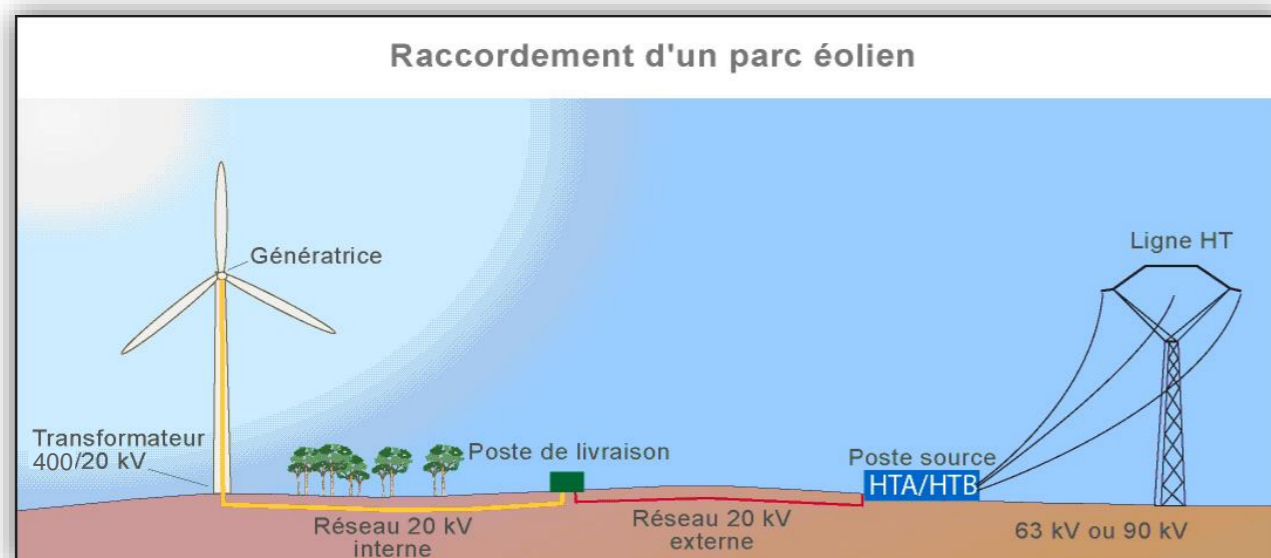 Raccordement d'un parc éolien
Génératrice
Ligne HT
Transformateur
400/20 kV
Poste de livraison
Poste source
HTA/HTB
Réseau 20 kV
interne
Réseau 20 kV
externe
63 kV ou 90 kV